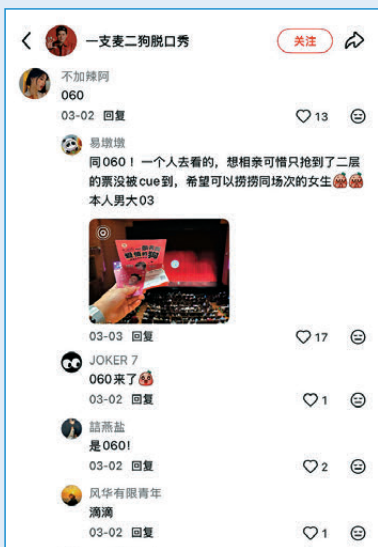 一支麦二狗脱口秀
关注
不加辣阿
060
03-02 回复
13
易墩墩
同060！一个人去看的，想相亲可惜只抢到了二层
的票没被cue到，希望可以捞捞同场次的女生
本人男大03
03-03 回复
17
JOKER 7
060来了
03-02 回复
1
詰燕盐
是060!
03-02 回复
2
风华有限青年
滴滴
03-02 回复
1